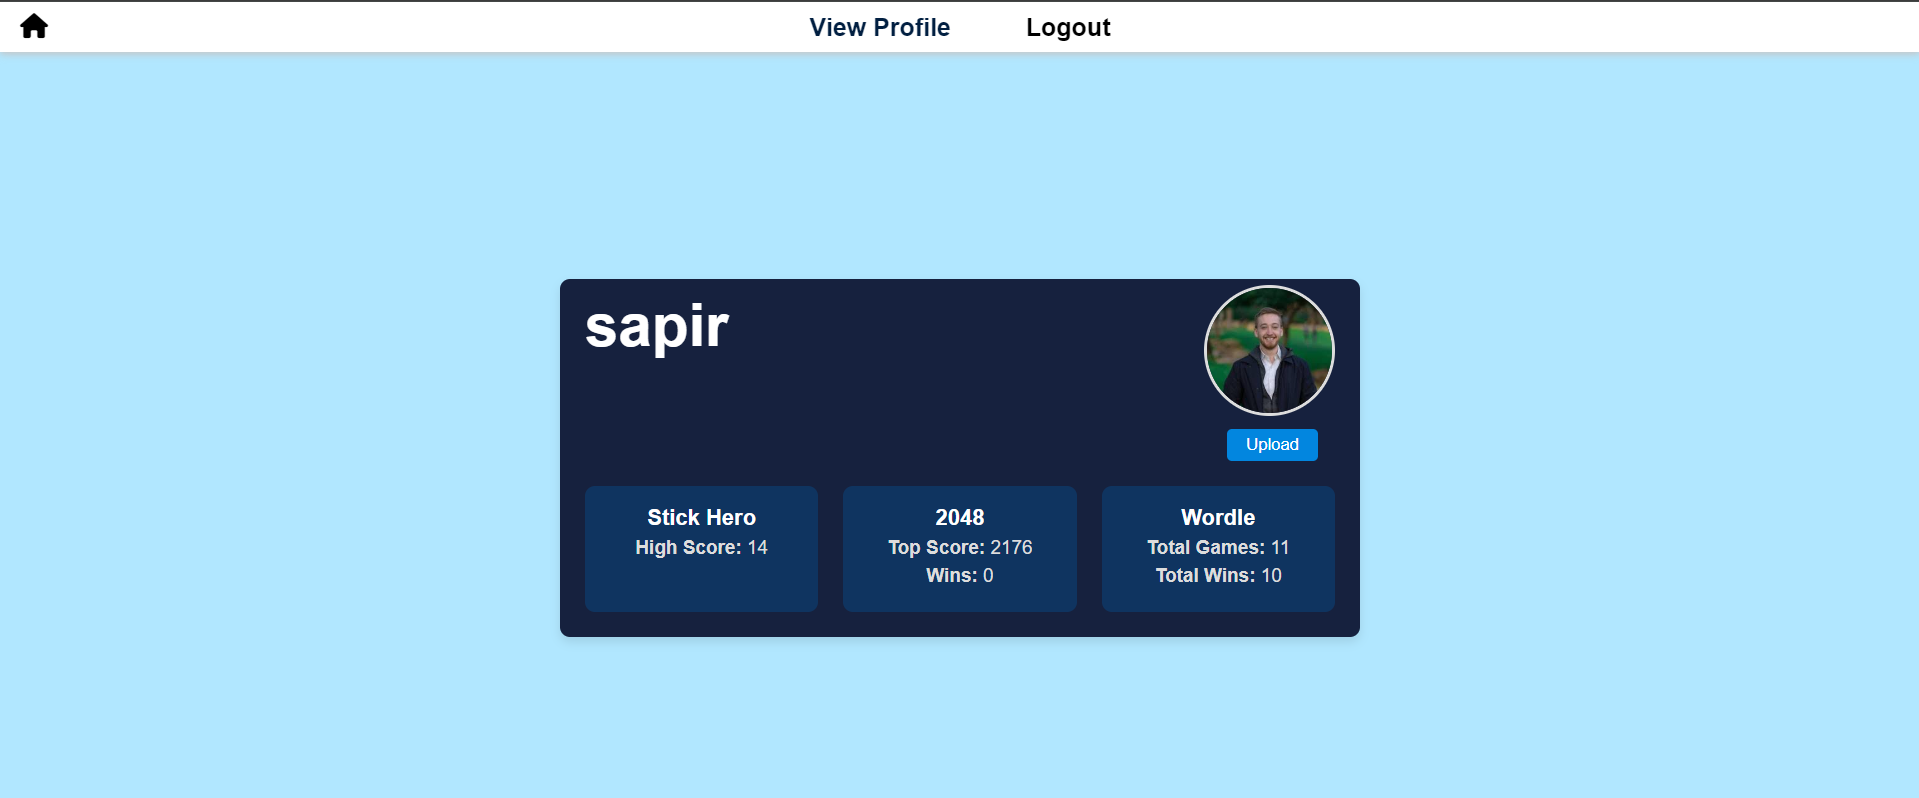 View Profile Logout
sapir
Upload
Stick Hero
High Score: 14
2048
Top Score: 2176
Wins: 0
Wordle
Total Games: 11
Total Wins: 10